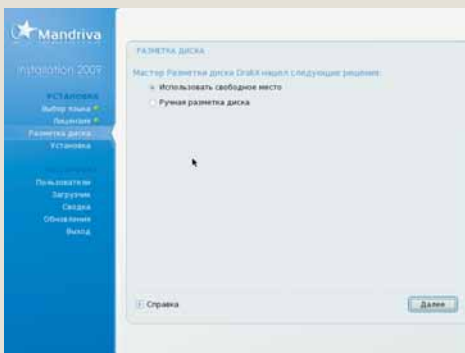 Mandriva
Installation 2009
УСТАНОВКА
Выбор языка
Лицензия
Разметка диска
Установка
Пользователи
Загрузчик
Сводка
Обновления
Выход
РАЗМЕТКА ДИСКА
Мастер Разметки диска DrakX нашел следующие решения:
Использовать свободное место
Ручная разметка диска
Справка
Далее